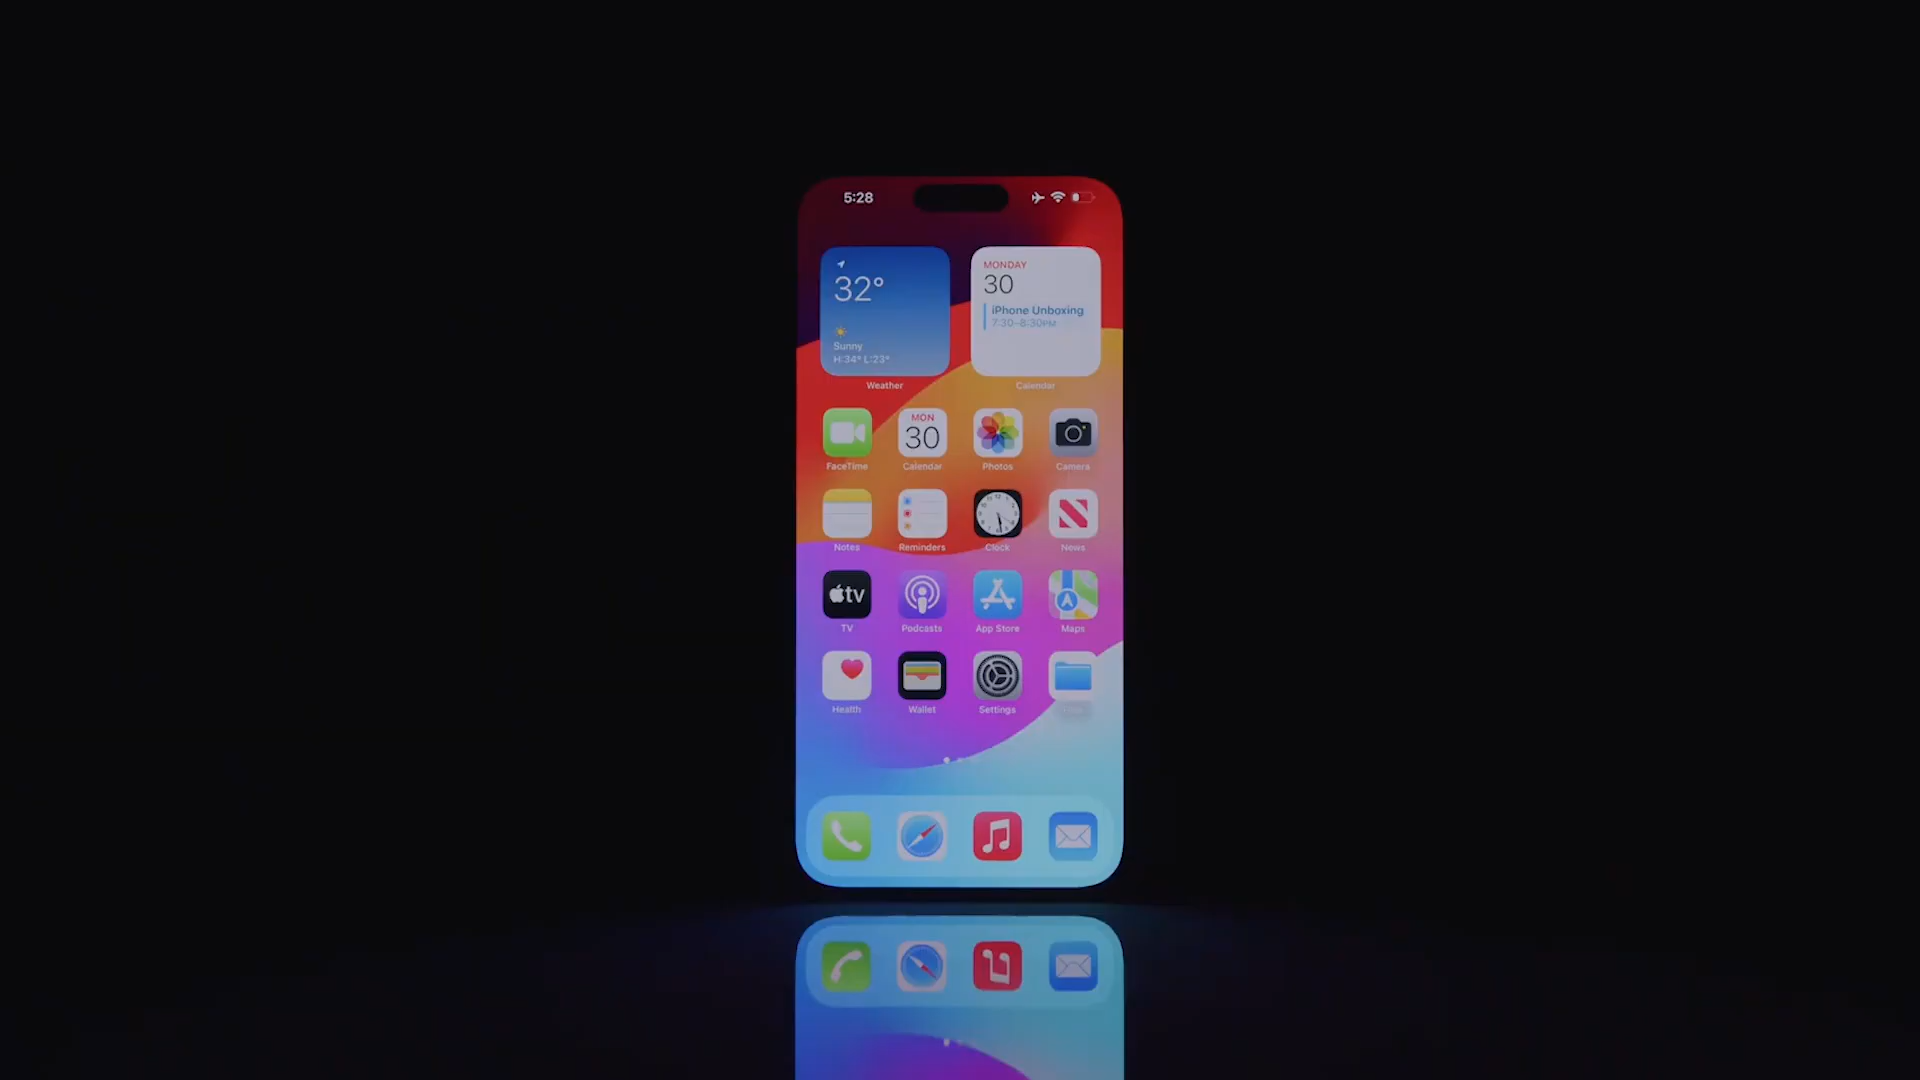 5:28
32°
Sunny
H:34° L:23°
Weather
MONDAY
30
iPhone Unboxing
7:30–8:30PM
Calendar
FaceTime
MON
30
Calendar
Photos
Camera
Notes
Reminders
Clock
News
tv
TV
Podcasts
App Store
Maps
Health
Wallet
Settings